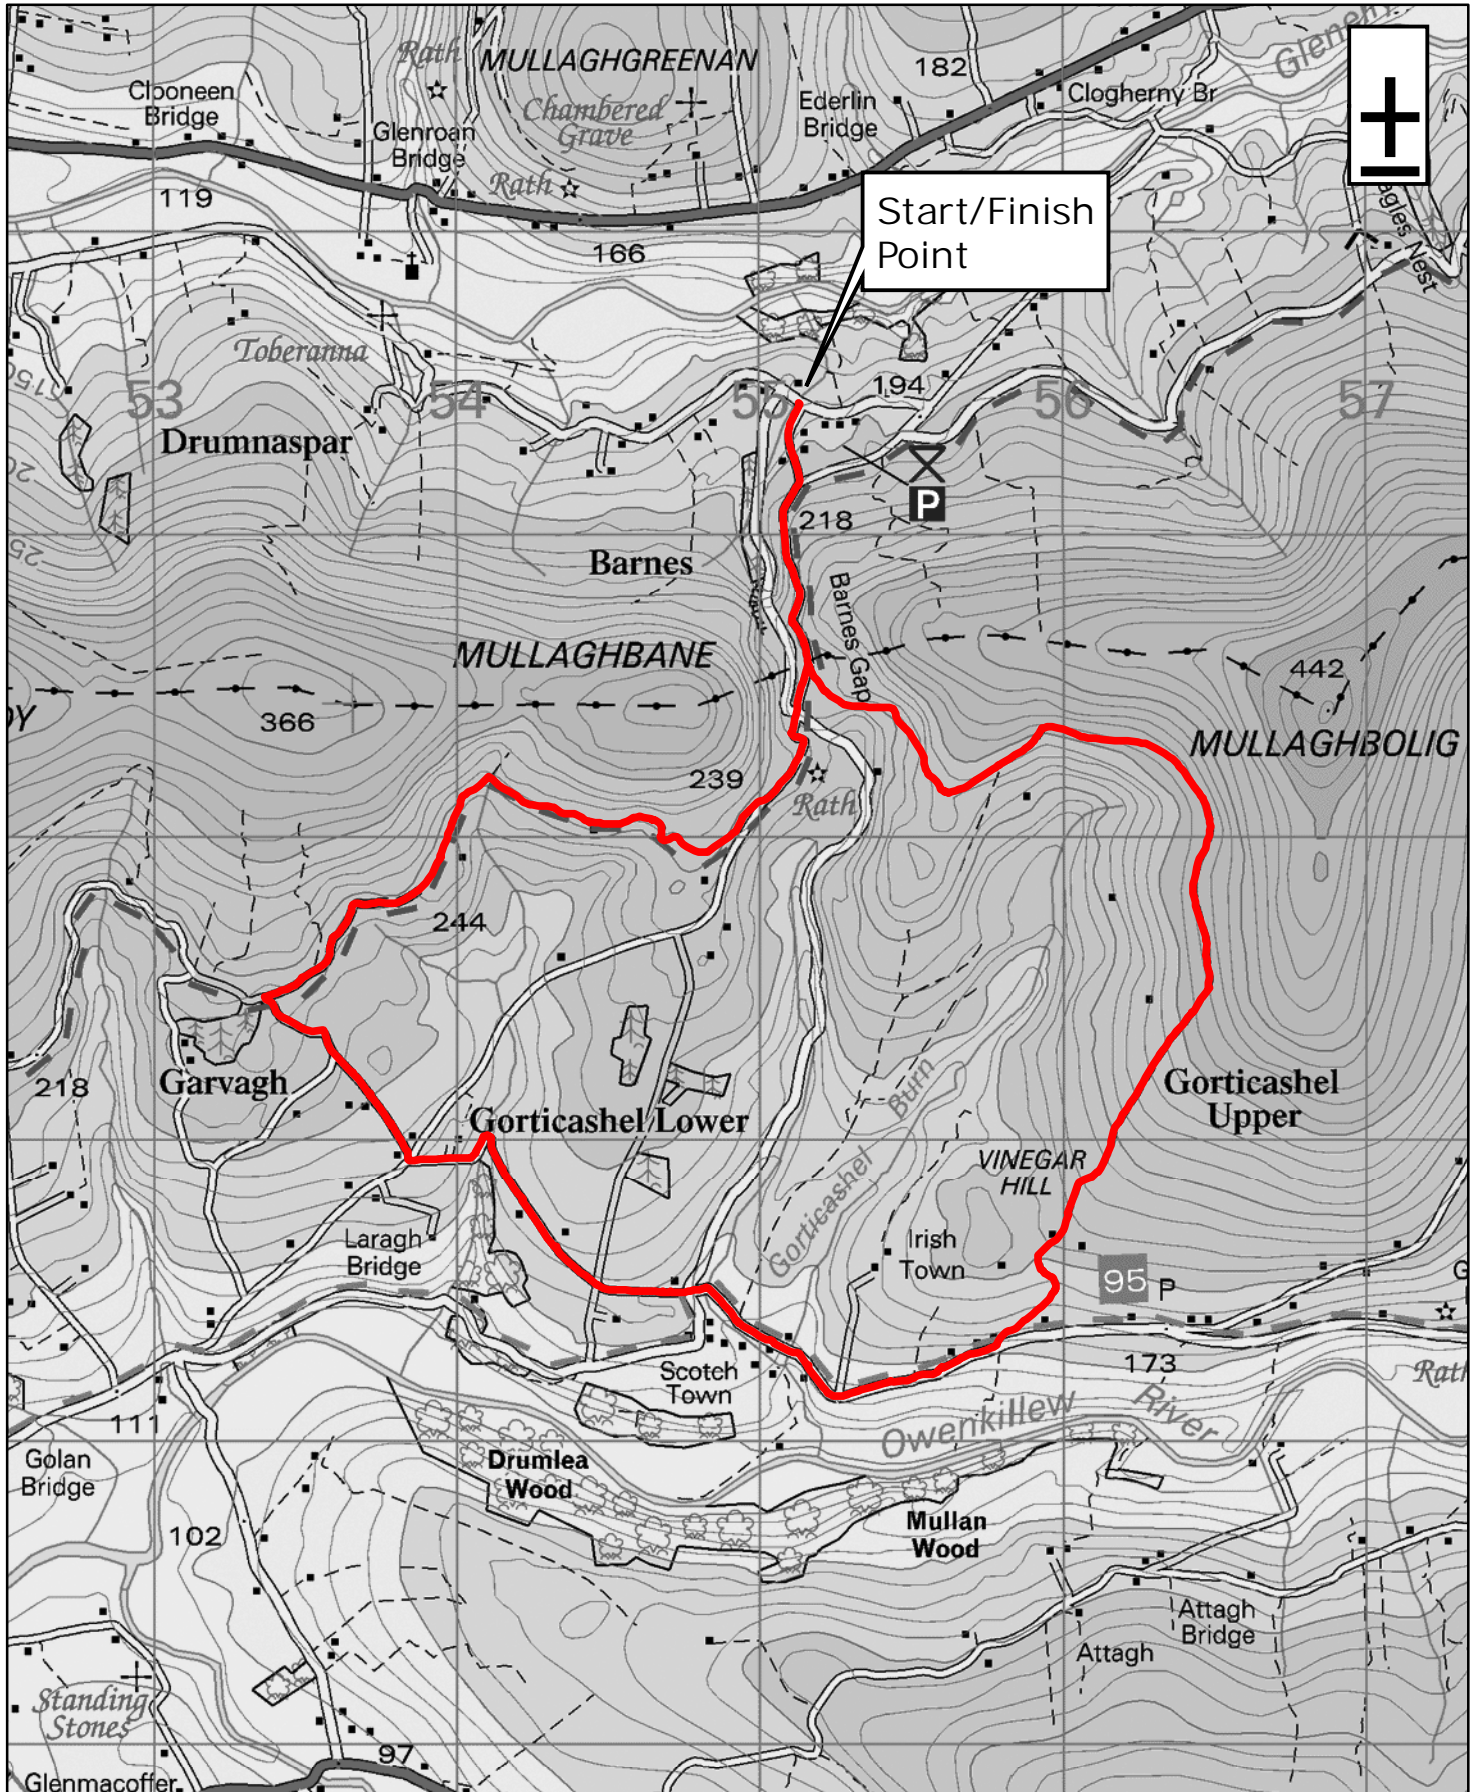 Rath
MULLAGHGREENAN
182
Clooneen
Bridge
Chambered
Grave
Ederlin
Bridge
Clogherny Br
Glenroan
Bridge
Rath
119
166
Start/Finish
Point
Eagles Nest
Toberanna
53
54
55
194
56
57
Drumnaspar
P
218
Barnes
Barnes Gap
MULLAGHBANE
442
366
MULLAGHBOLIG
239
Rath
244
218
Garvagh
Gorticashel
Upper
Gorticashel Lower
Gorticashel Burn
VINEGAR
HILL
Laragh
Bridge
Irish
Town
95
P
173
Scotch
Town
Rath
111
Owenkillew River
Golan
Bridge
Drumlea
Wood
Mullan
Wood
102
Attagh
Bridge
Attagh
Standing
Stones
97
Glenmacoffer